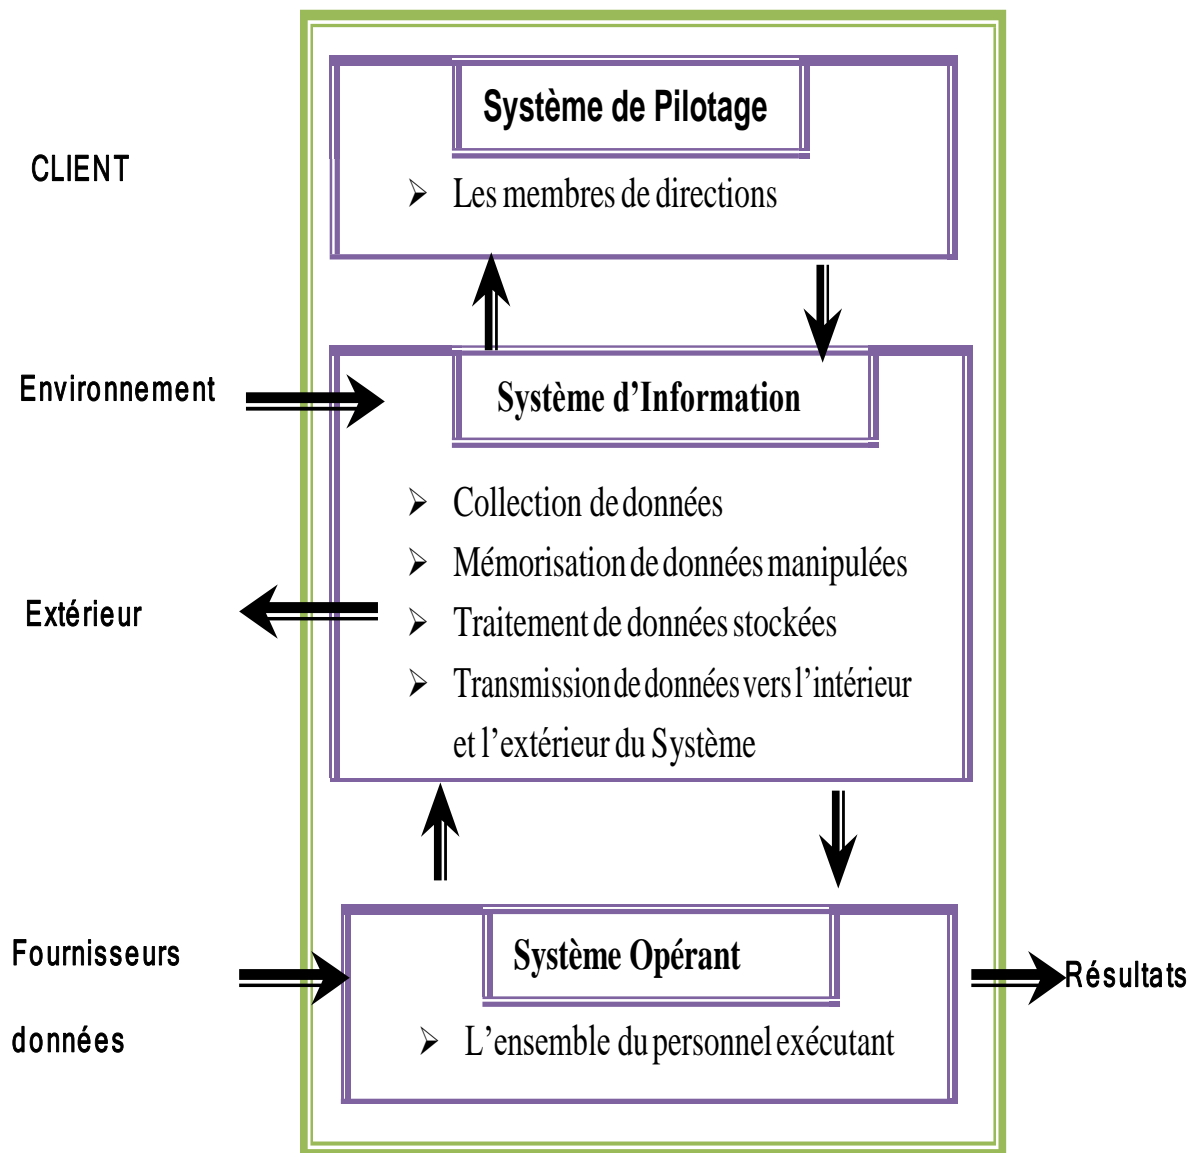 Système de Pilotage
CLIENT
➢ Les membres de directions
Environnement
Système d’Information
➢ Collection de données
➢ Mémorisation de données manipulées
Extérieur
➢ Traitement de données stockées
➢ Transmission de données vers l’intérieur
et l’extérieur du Système
Fournisseurs
données
Système Opérant
Résultats
➢ L’ensemble du personnel exécutant